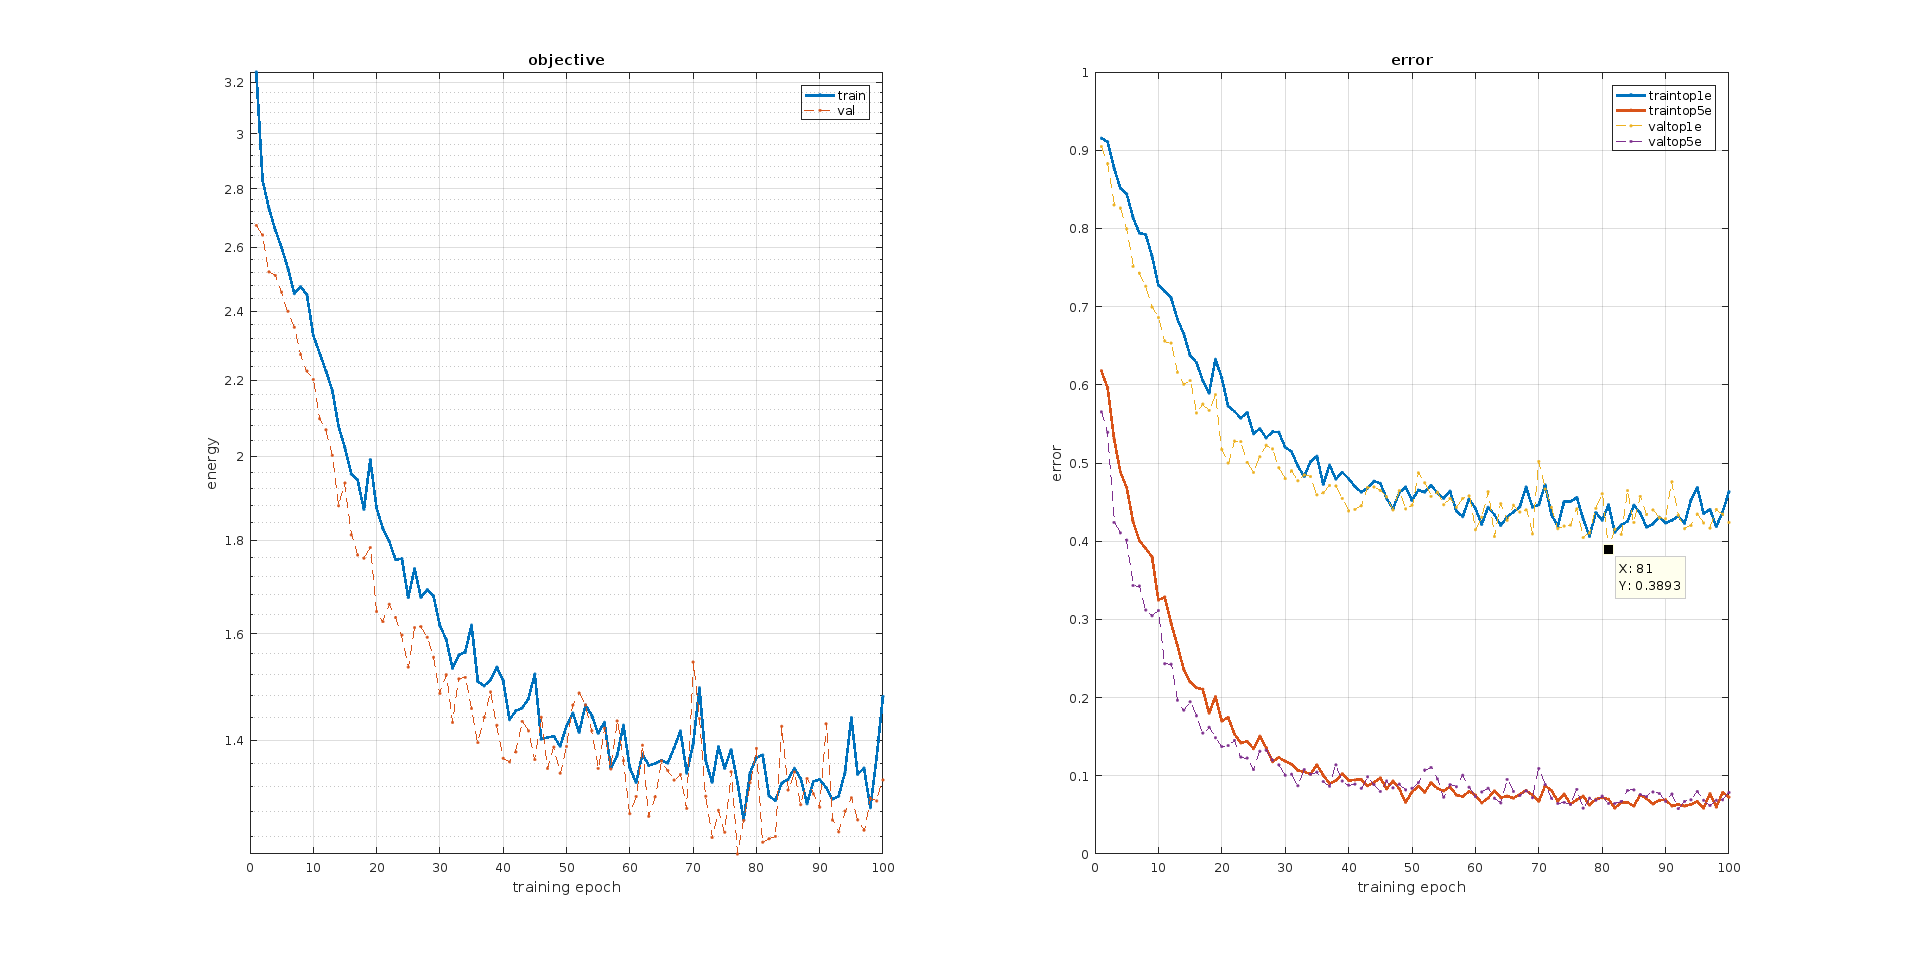 objective
3.2
3
2.8
2.6
2.4
2.2
2
1.8
1.6
1.4
energy
0 10 20 30 40 50 60 70 80 90 100
training epoch
train
val
error
1
0.9
0.8
0.7
0.6
0.5
0.4
0.3
0.2
0.1
0
error
0 10 20 30 40 50 60 70 80 90 100
training epoch
traintop1e
traintop5e
valtop1e
valtop5e
X: 81
Y: 0.3893